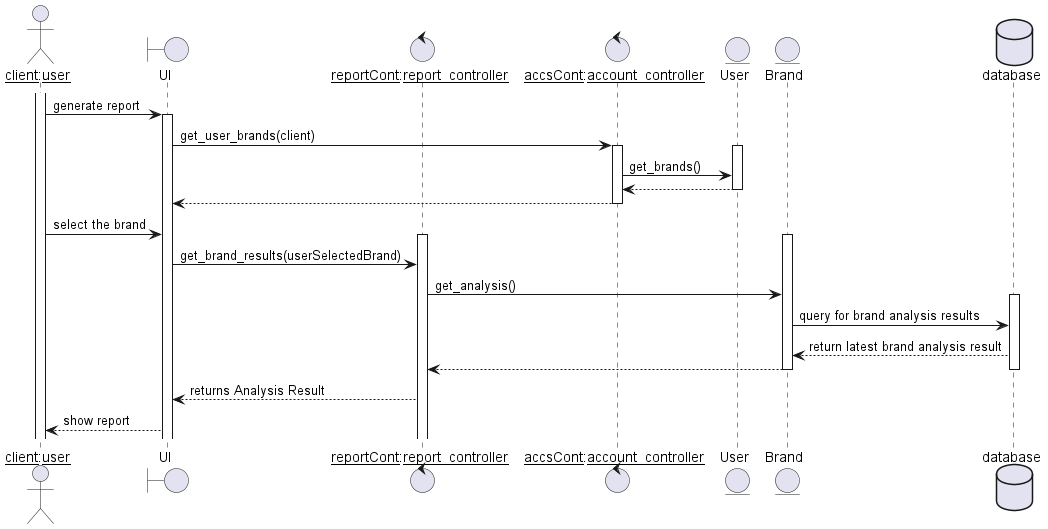 client:user
UI
reportCont:report_controller
accsCont:account_controller
User
Brand
database
generate report
get_user_brands(client)
get_brands()
select the brand
get_brand_results(userSelectedBrand)
get_analysis()
query for brand analysis results
return latest brand analysis result
returns Analysis Result
show report
client:user
UI
reportCont:report_controller
accsCont:account_controller
User
Brand
database